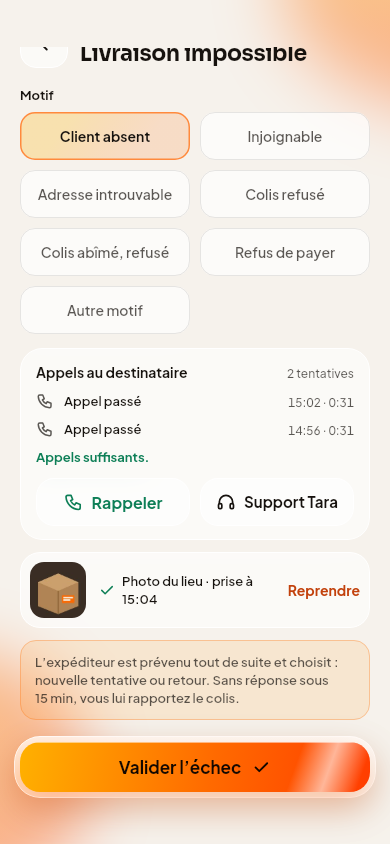 Livraison impossible
Motif
Client absent
Injoignable
Adresse introuvable
Colis refusé
Colis abîmé, refusé
Refus de payer
Autre motif
Appels au destinataire
2 tentatives
Appel passé
15:02 · 0:31
Appel passé
14:56 · 0:31
Appels suffisants.
Rappeler
Support Tara
Photo du lieu · prise à
15:04
Reprendre
L’expéditeur est prévenu tout de suite et choisit :
nouvelle tentative ou retour. Sans réponse sous
15 min, vous lui rapportez le colis.
Valider l’échec